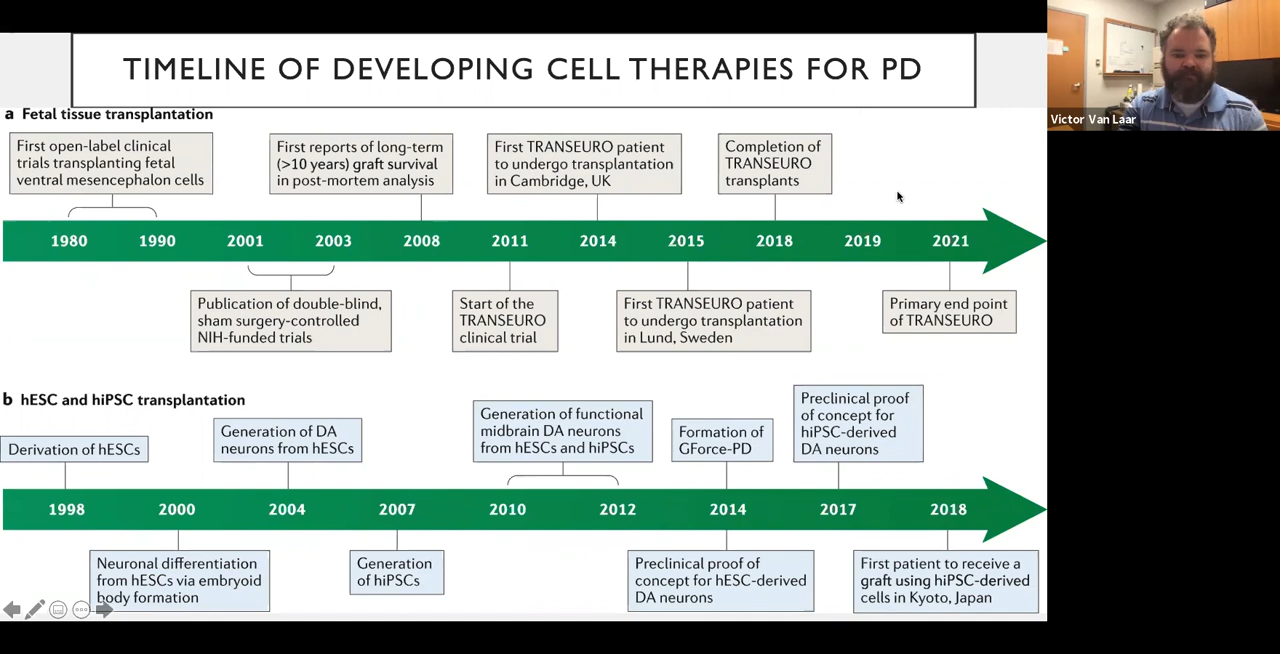 TIMELINE OF DEVELOPING CELL THERAPIES FOR PD
Victor Van Laar
a Fetal tissue transplantation
First open-label clinical
trials transplanting fetal
ventral mesencephalon cells
First reports of long-term
(>10 years) graft survival
in post-mortem analysis
First TRANSEURO patient
to undergo transplantation
in Cambridge, UK
Completion of
TRANSEURO
transplants
1980 1990 2001 2003 2008 2011 2014 2015 2018 2019 2021
Publication of double-blind,
sham surgery-controlled
NIH-funded trials
Start of the
TRANSEURO
clinical trial
First TRANSEURO patient
to undergo transplantation
in Lund, Sweden
Primary end point
of TRANSEURO
b hESC and hiPSC transplantation
Derivation of hESCs
Generation of DA
neurons from hESCs
Generation of functional
midbrain DA neurons
from hESCs and hiPSCs
Formation of
GForce-PD
Preclinical proof
of concept for
hiPSC-derived
DA neurons
1998 2000 2004 2007 2010 2012 2014 2017 2018
Neuronal differentiation
from hESCs via embryoid
body formation
Generation
of hiPSCs
Preclinical proof of
concept for hESC-derived
DA neurons
First patient to receive a
graft using hiPSC-derived
cells in Kyoto, Japan